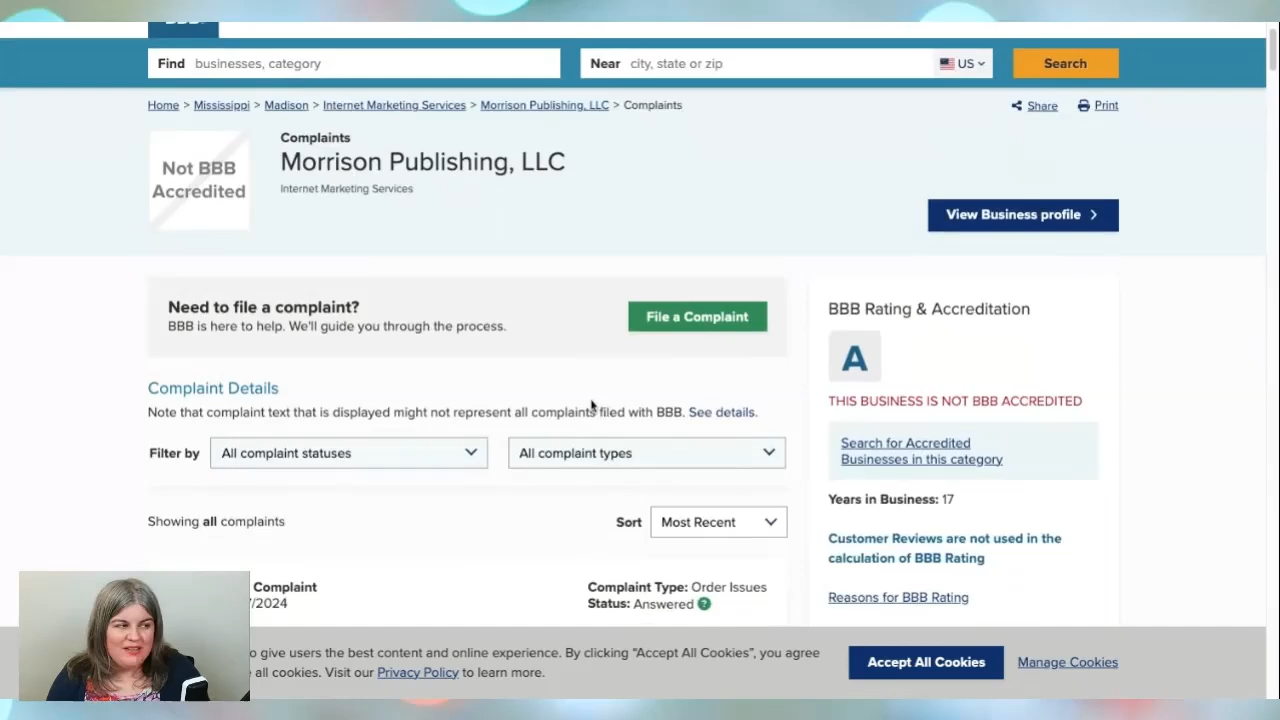 Find businesses, category
Near city, state or zip
US
Search
Home > Mississippi > Madison > Internet Marketing Services > Morrison Publishing, LLC > Complaints
Share
Print
Not BBB
Accredited
Complaints
Morrison Publishing, LLC
Internet Marketing Services
View Business profile
Need to file a complaint?
BBB is here to help. We'll guide you through the process.
File a Complaint
Complaint Details
Note that complaint text that is displayed might not represent all complaints filed with BBB. See details.
Filter by All complaint statuses All complaint types
Showing all complaints
Sort Most Recent
Complaint
/2024
Complaint Type: Order Issues
Status: Answered ?
BBB Rating & Accreditation
A
THIS BUSINESS IS NOT BBB ACCREDITED
Search for Accredited
Businesses in this category
Years in Business: 17
Customer Reviews are not used in the
calculation of BBB Rating
Reasons for BBB Rating
o give users the best content and online experience. By clicking “Accept All Cookies”, you agree
all cookies. Visit our Privacy Policy to learn more.
Accept All Cookies
Manage Cookies